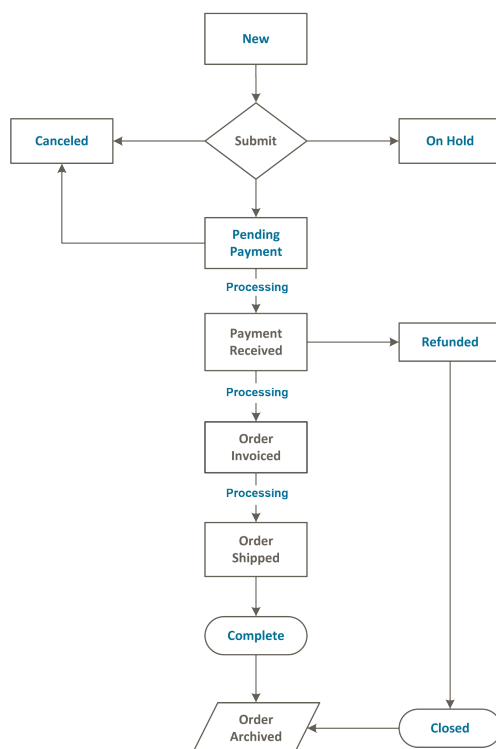 New
Canceled
Submit
On Hold
Pending
Payment
Processing
Payment
Received
Refunded
Processing
Order
Invoiced
Processing
Order
Shipped
Complete
Order
Archived
Closed